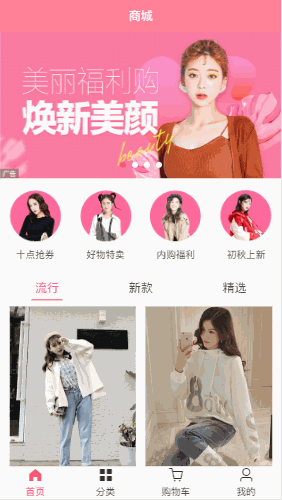 商城
美丽福利购
焕新美颜
beauty
广告
十点抢券 好物特卖 内购福利 初秋上新
流行 新款 精选
首页 分类 购物车 我的